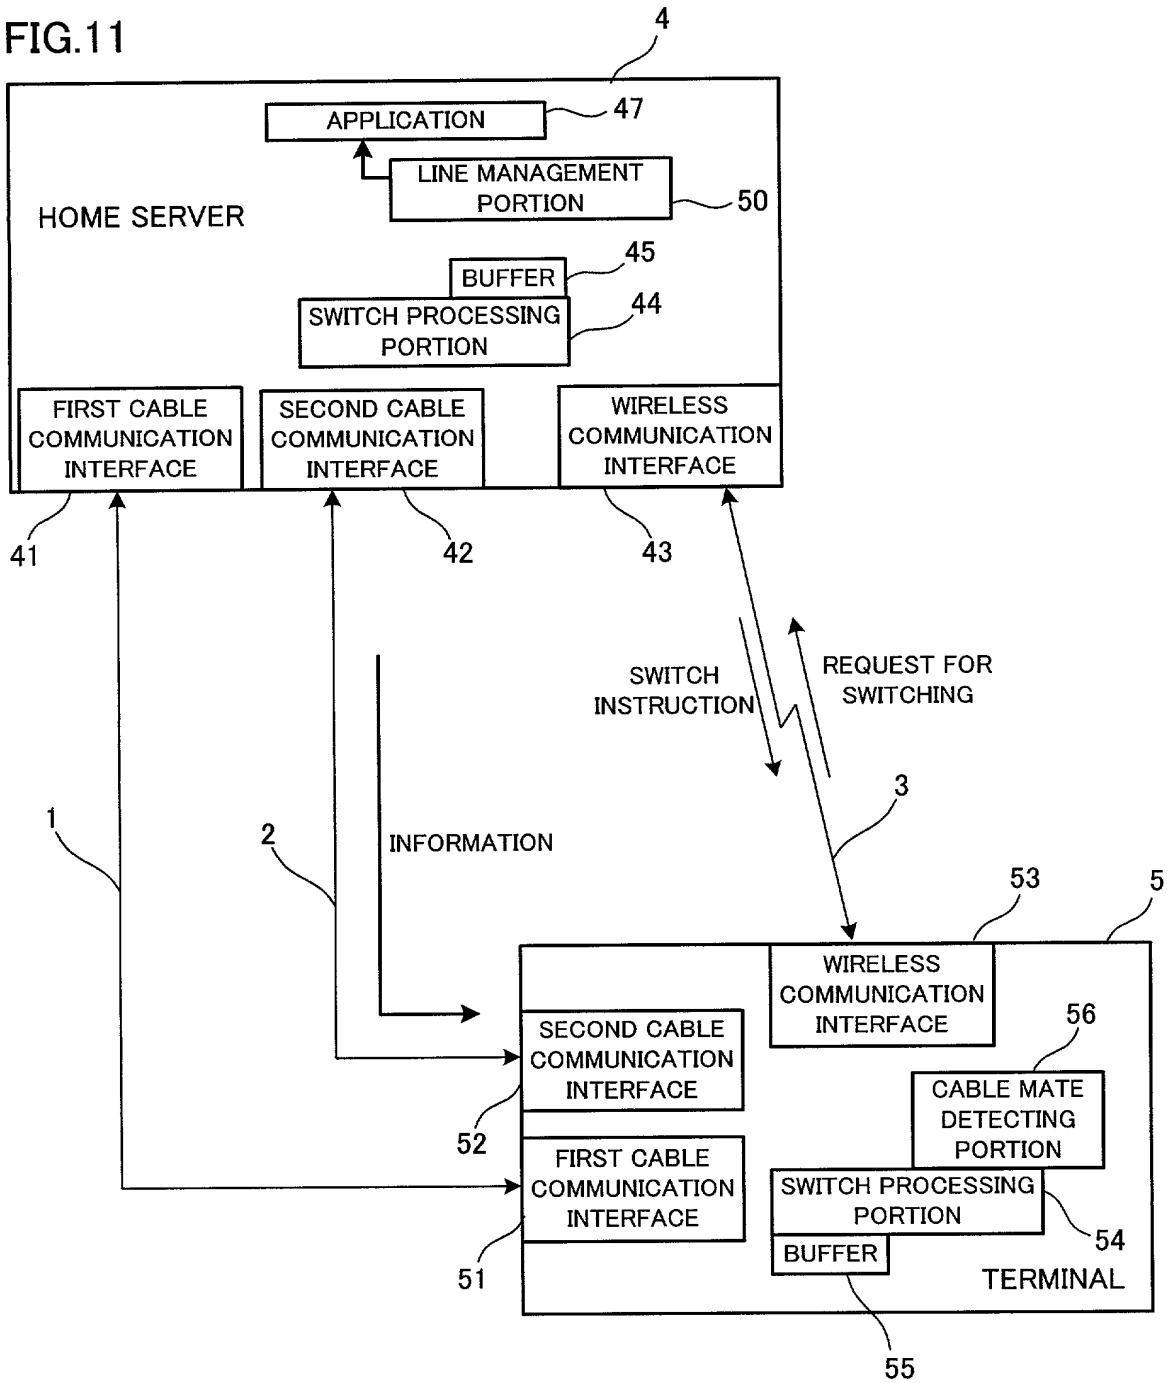 FIG.11
4
APPLICATION
47
LINE MANAGEMENT
PORTION
50
HOME SERVER
45
BUFFER
44
SWITCH PROCESSING
PORTION
FIRST CABLE
COMMUNICATION
INTERFACE
SECOND CABLE
COMMUNICATION
INTERFACE
WIRELESS
COMMUNICATION
INTERFACE
41
42
43
SWITCH
INSTRUCTION
REQUEST FOR
SWITCHING
1
2
3
INFORMATION
53
5
WIRELESS
COMMUNICATION
INTERFACE
56
SECOND CABLE
COMMUNICATION
INTERFACE
52
CABLE MATE
DETECTING
PORTION
FIRST CABLE
COMMUNICATION
INTERFACE
51
SWITCH PROCESSING
PORTION
54
BUFFER
TERMINAL
55